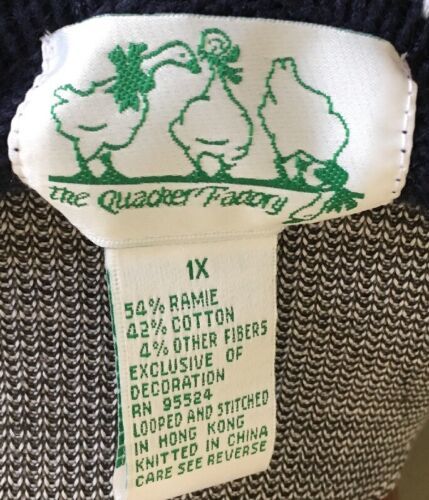 the Quacker Factory
1X
54% RAMIE
42% COTTON
4% OTHER FIBERS
EXCLUSIVE OF
DECORATION
RN 95524
LOOPED AND STITCHED
IN HONG KONG
KNITTED IN CHINA
CARE SEE REVERSE